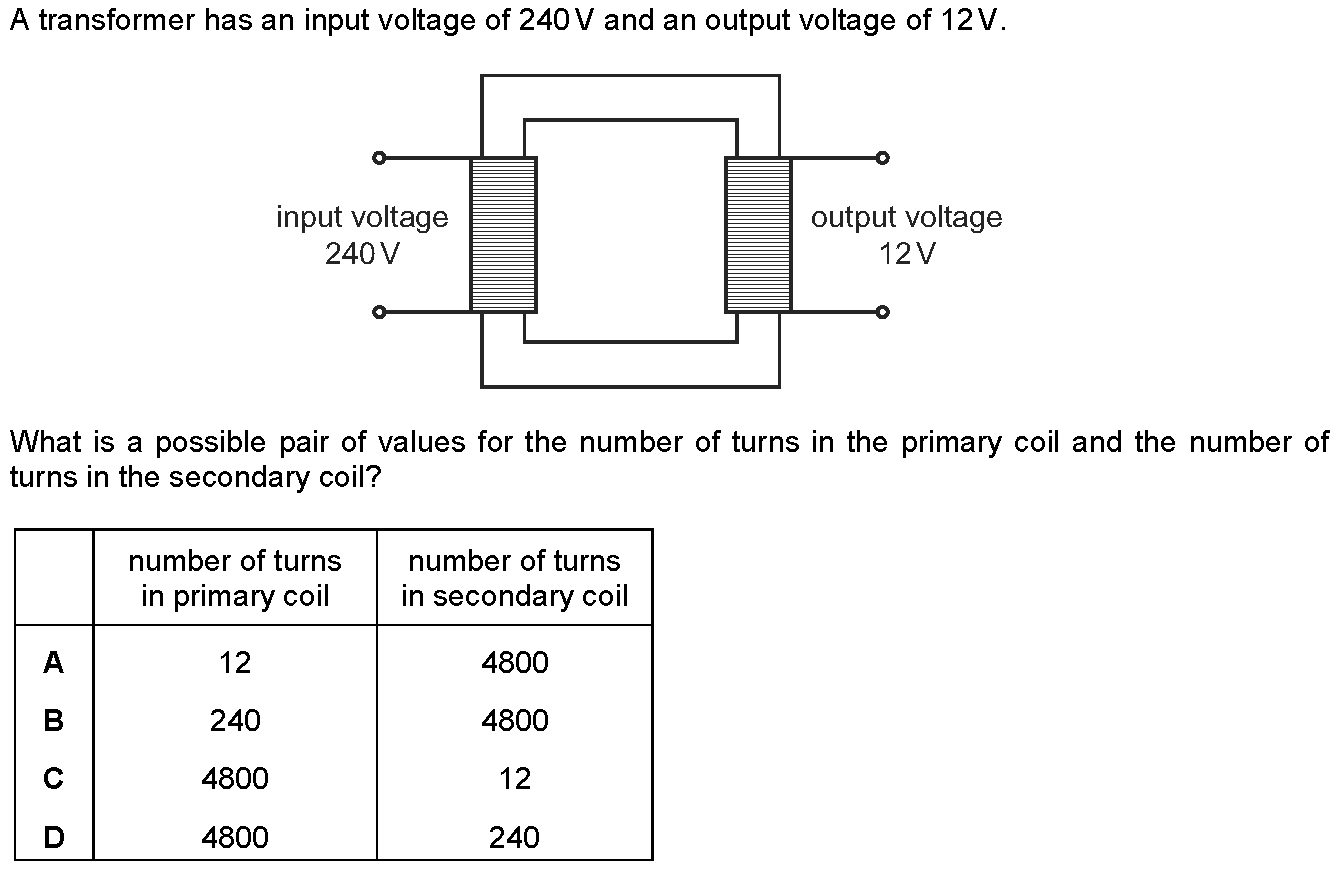 A transformer has an input voltage of 240 V and an output voltage of 12 V.
input voltage
240 V
output voltage
12 V
What is a possible pair of values for the number of turns in the primary coil and the number of
turns in the secondary coil?
number of turns
in primary coil
number of turns
in secondary coil
A 12 4800
B 240 4800
C 4800 12
D 4800 240